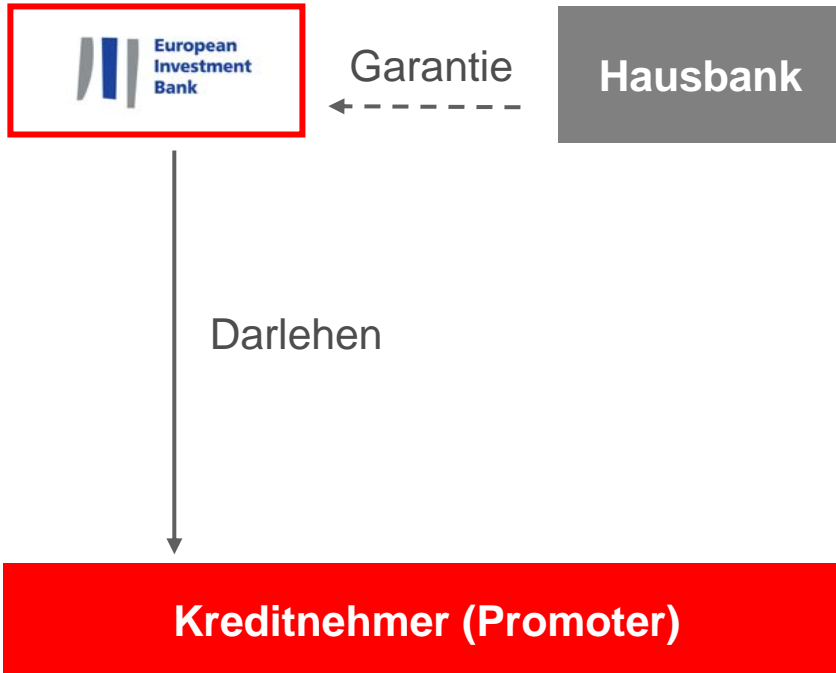 European
Investment
Bank
Garantie
Hausbank
Darlehen
Kreditnehmer (Promoter)